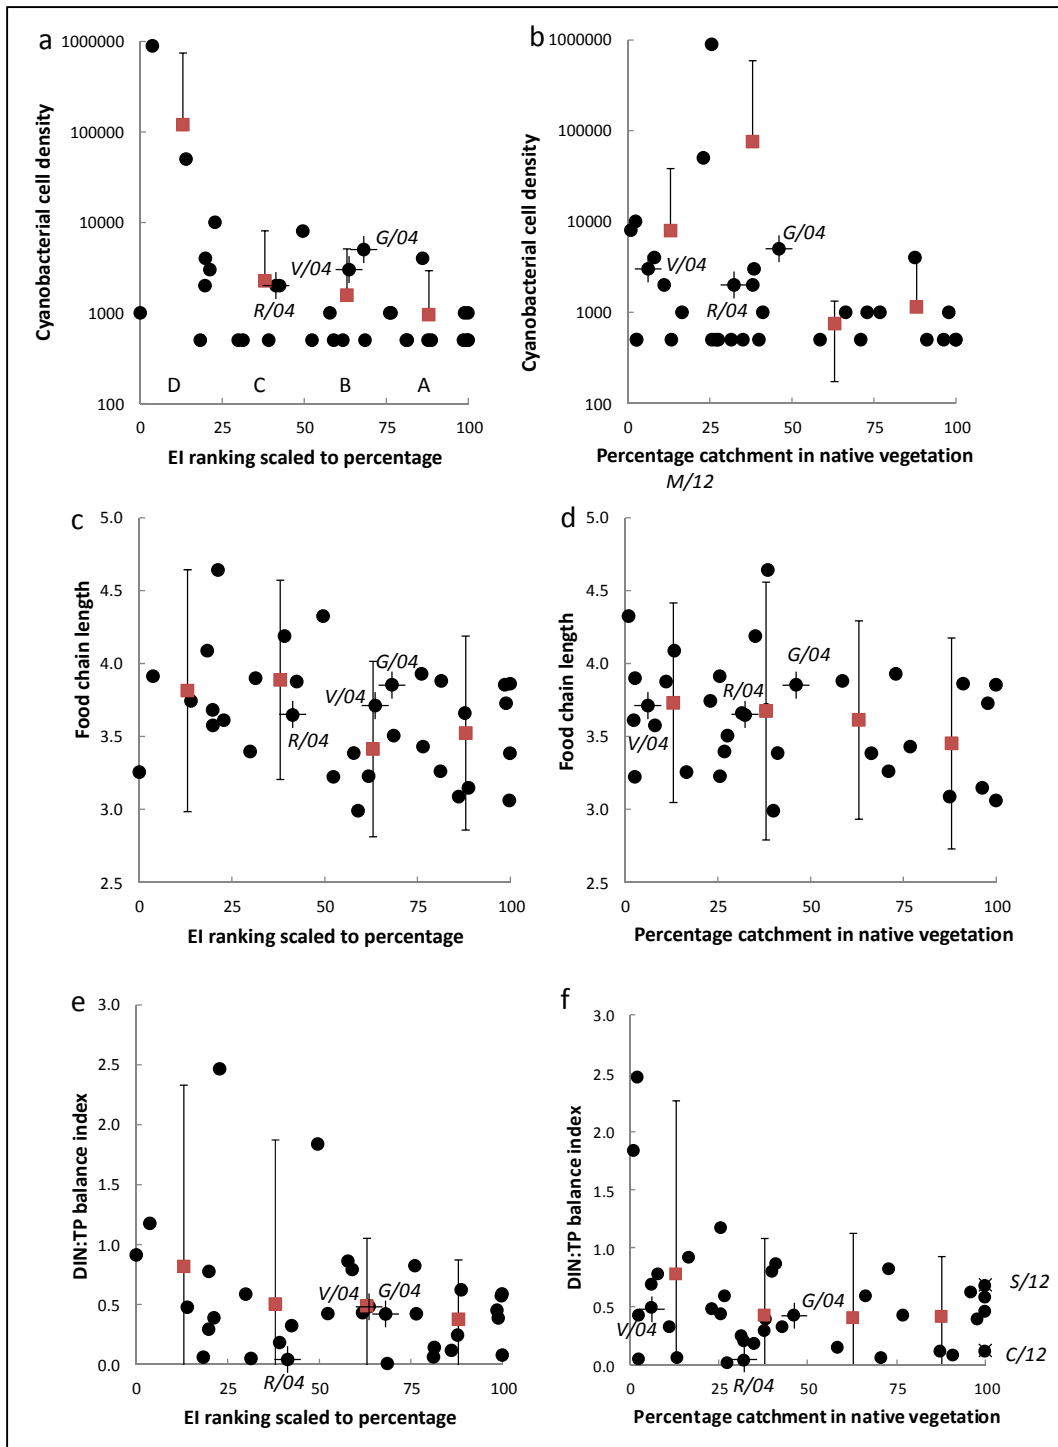 a
1000000
100000
10000
1000
100
Cyanobacterial cell density
G/04
V/04
R/04
D C B A
0 25 50 75 100
EI ranking scaled to percentage
b
1000000
100000
10000
1000
100
Cyanobacterial cell density
G/04
V/04
R/04
0 25 50 75 100
Percentage catchment in native vegetation
M/12
c
5.0
4.5
4.0
3.5
3.0
2.5
Food chain length
G/04
V/04
R/04
0 25 50 75 100
EI ranking scaled to percentage
d
5.0
4.5
4.0
3.5
3.0
2.5
Food chain length
G/04
R/04
V/04
0 25 50 75 100
Percentage catchment in native vegetation
e
3.0
2.5
2.0
1.5
1.0
0.5
0.0
DIN:TP balance index
V/04
G/04
R/04
0 25 50 75 100
EI ranking scaled to percentage
f
3.0
2.5
2.0
1.5
1.0
0.5
0.0
DIN:TP balance index
S/12
G/04
V/04
C/12
R/04
0 25 50 75 100
Percentage catchment in native vegetation